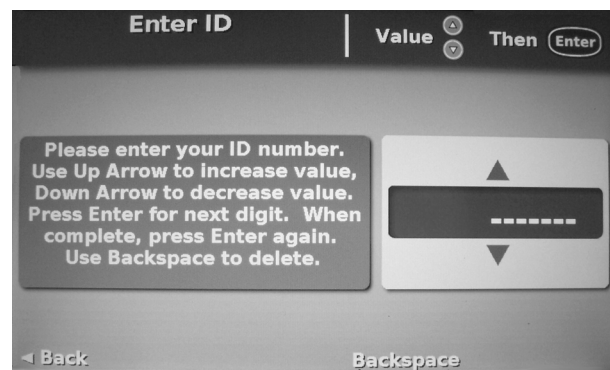 Enter ID
Value Then Enter
Please enter your ID number.
Use Up Arrow to increase value,
Down Arrow to decrease value.
Press Enter for next digit. When
complete, press Enter again.
Use Backspace to delete.
-------
Back
Backspace